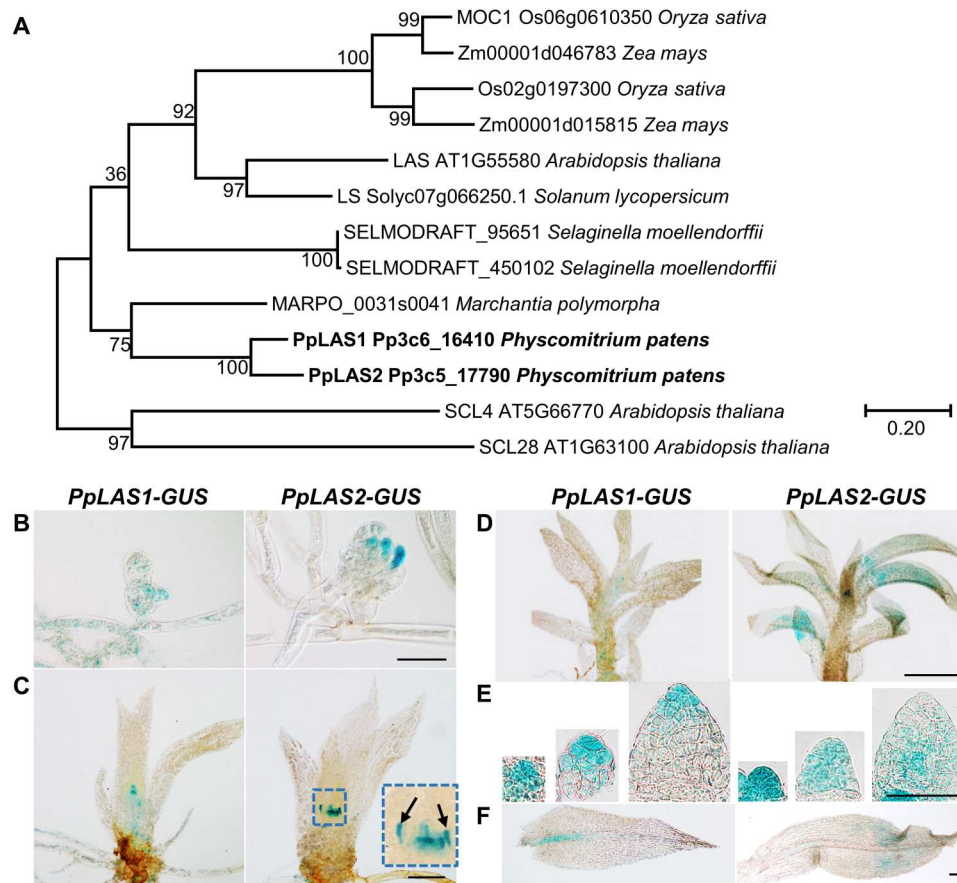 A
99
MOC1 Os06g0610350 Oryza sativa
Zm00001d046783 Zea mays
100
Os02g0197300 Oryza sativa
99
Zm00001d015815 Zea mays
92
LAS AT1G55580 Arabidopsis thaliana
97
LS Solyc07g066250.1 Solanum lycopersicum
36
SELMODRAFT_95651 Selaginella moellendorffii
100
SELMODRAFT_450102 Selaginella moellendorffii
MARPO_0031s0041 Marchantia polymorpha
75
PpLAS1 Pp3c6_16410 Physcomitrium patens
100
PpLAS2 Pp3c5_17790 Physcomitrium patens
SCL4 AT5G66770 Arabidopsis thaliana
97
SCL28 AT1G63100 Arabidopsis thaliana
0.20
PpLAS1-GUS PpLAS2-GUS
PpLAS1-GUS PpLAS2-GUS
B
C
D
E
F